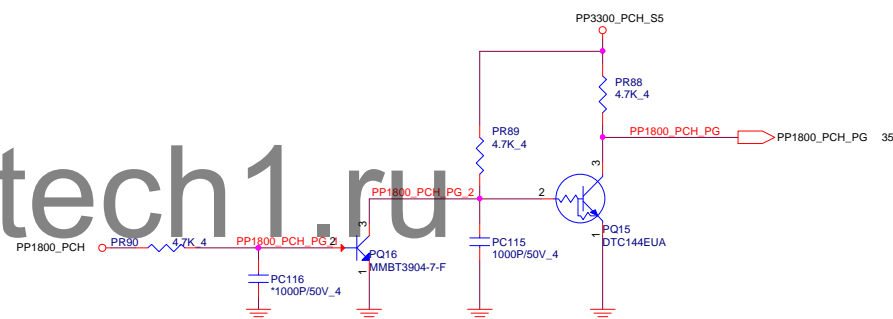 PP3300_PCH_S5
PR88
4.7K_4
PR89
4.7K_4
PP1800_PCH_PG
PP1800_PCH_PG 35
3
tech1.ru
PP1800_PCH_PG_2
2
PQ15
DTC144EUA
1
PP1800_PCH
PR90
4.7K_4
PP1800_PCH_PG_1
2
3
PQ16
MMBT3904-7-F
1
PC115
1000P/50V_4
PC116
*1000P/50V_4